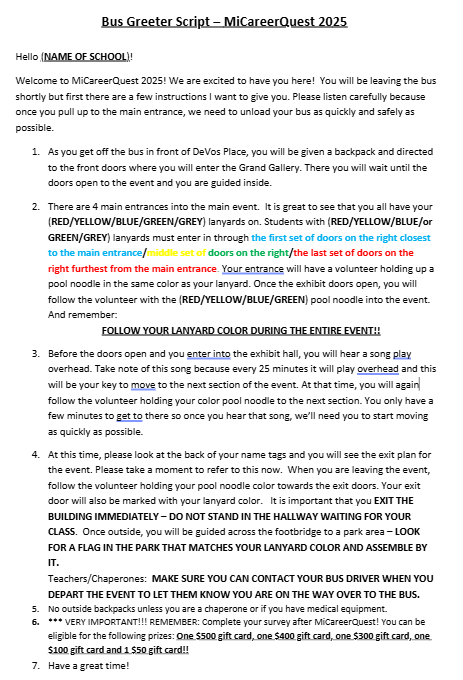 Bus Greeter Script – MiCareerQuest 2025
Hello (NAME OF SCHOOL)!
Welcome to MiCareerQuest 2025! We are excited to have you here!  You will be leaving the bus
shortly but first there are a few instructions I want to give you. Please listen carefully because
once you pull up to the main entrance, we need to unload your bus as quickly and safely as
possible.
1. As you get off the bus in front of DeVos Place, you will be given a backpack and directed
to the front doors where you will enter the Grand Gallery. There you will wait until the
doors open to the event and you are guided inside.
2. There are 4 main entrances into the main event.  It is great to see that you all have your
(RED/YELLOW/BLUE/GREEN/GREY) lanyards on. Students with (RED/YELLOW/BLUE/or
GREEN/GREY) lanyards must enter in through the first set of doors on the right closest
to the main entrance/middle set of doors on the right/the last set of doors on the
right furthest from the main entrance. Your entrance will have a volunteer holding up a
pool noodle in the same color as your lanyard. Once the exhibit doors open, you will
follow the volunteer with the (RED/YELLOW/BLUE/GREEN) pool noodle into the event.
And remember:
FOLLOW YOUR LANYARD COLOR DURING THE ENTIRE EVENT!!
3. Before the doors open and you enter into the exhibit hall, you will hear a song play
overhead. Take note of this song because every 25 minutes it will play overhead and this
will be your key to move to the next section of the event. At that time, you will again
follow the volunteer holding your color pool noodle to the next section. You only have a
few minutes to get to there so once you hear that song, we’ll need you to start moving
as quickly as possible.
4. At this time, please look at the back of your name tags and you will see the exit plan for
the event. Please take a moment to refer to this now.  When you are leaving the event,
follow the volunteer holding your pool noodle color towards the exit doors. Your exit
door will also be marked with your lanyard color.   It is important that you EXIT THE
BUILDING IMMEDIATELY – DO NOT STAND IN THE HALLWAY WAITING FOR YOUR
CLASS.  Once outside, you will be guided across the footbridge to a park area – LOOK
FOR A FLAG IN THE PARK THAT MATCHES YOUR LANYARD COLOR AND ASSEMBLE BY
IT.
Teachers/Chaperones:  MAKE SURE YOU CAN CONTACT YOUR BUS DRIVER WHEN YOU
DEPART THE EVENT TO LET THEM KNOW YOU ARE ON THE WAY OVER TO THE BUS.
5. No outside backpacks unless you are a chaperone or if you have medical equipment.
6. *** VERY IMPORTANT!!! REMEMBER: Complete your survey after MiCareerQuest! You can be
eligible for the following prizes: One $500 gift card, one $400 gift card, one $300 gift card, one
$100 gift card and 1 $50 gift card!!
7. Have a great time!